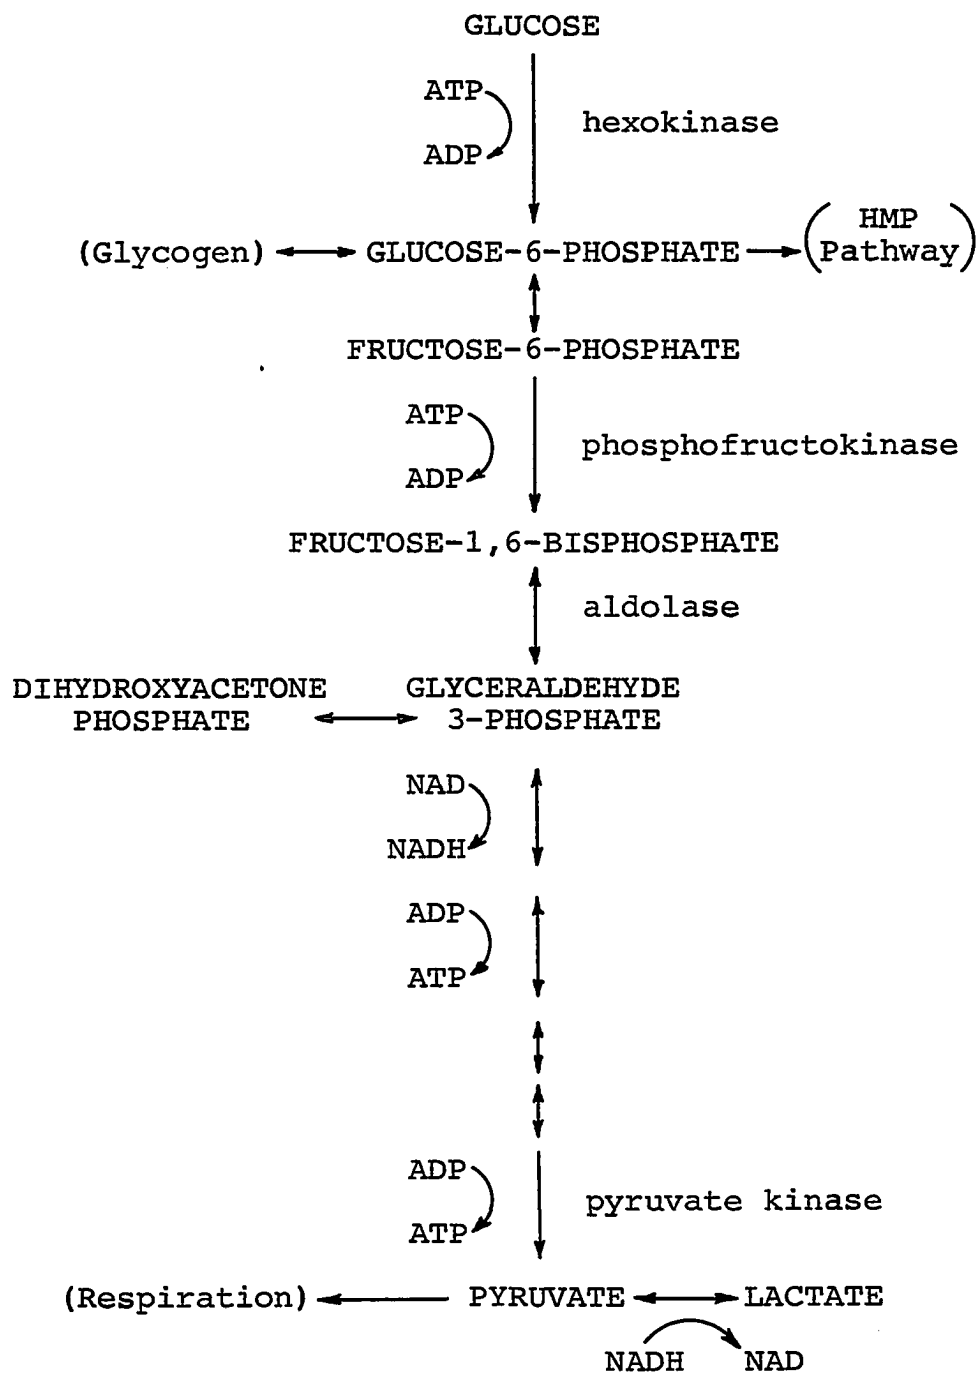 GLUCOSE
ATP
hexokinase
ADP
(Glycogen) GLUCOSE-6-PHOSPHATE (HMP Pathway)
FRUCTOSE-6-PHOSPHATE
ATP
phosphofructokinase
ADP
FRUCTOSE-1,6-BISPHOSPHATE
aldolase
DIHYDROXYACETONE
PHOSPHATE
GLYCERALDEHYDE
3-PHOSPHATE
NAD
NADH
ADP
ATP
ADP
pyruvate kinase
ATP
(Respiration) PYRUVATE LACTATE
NADH NAD